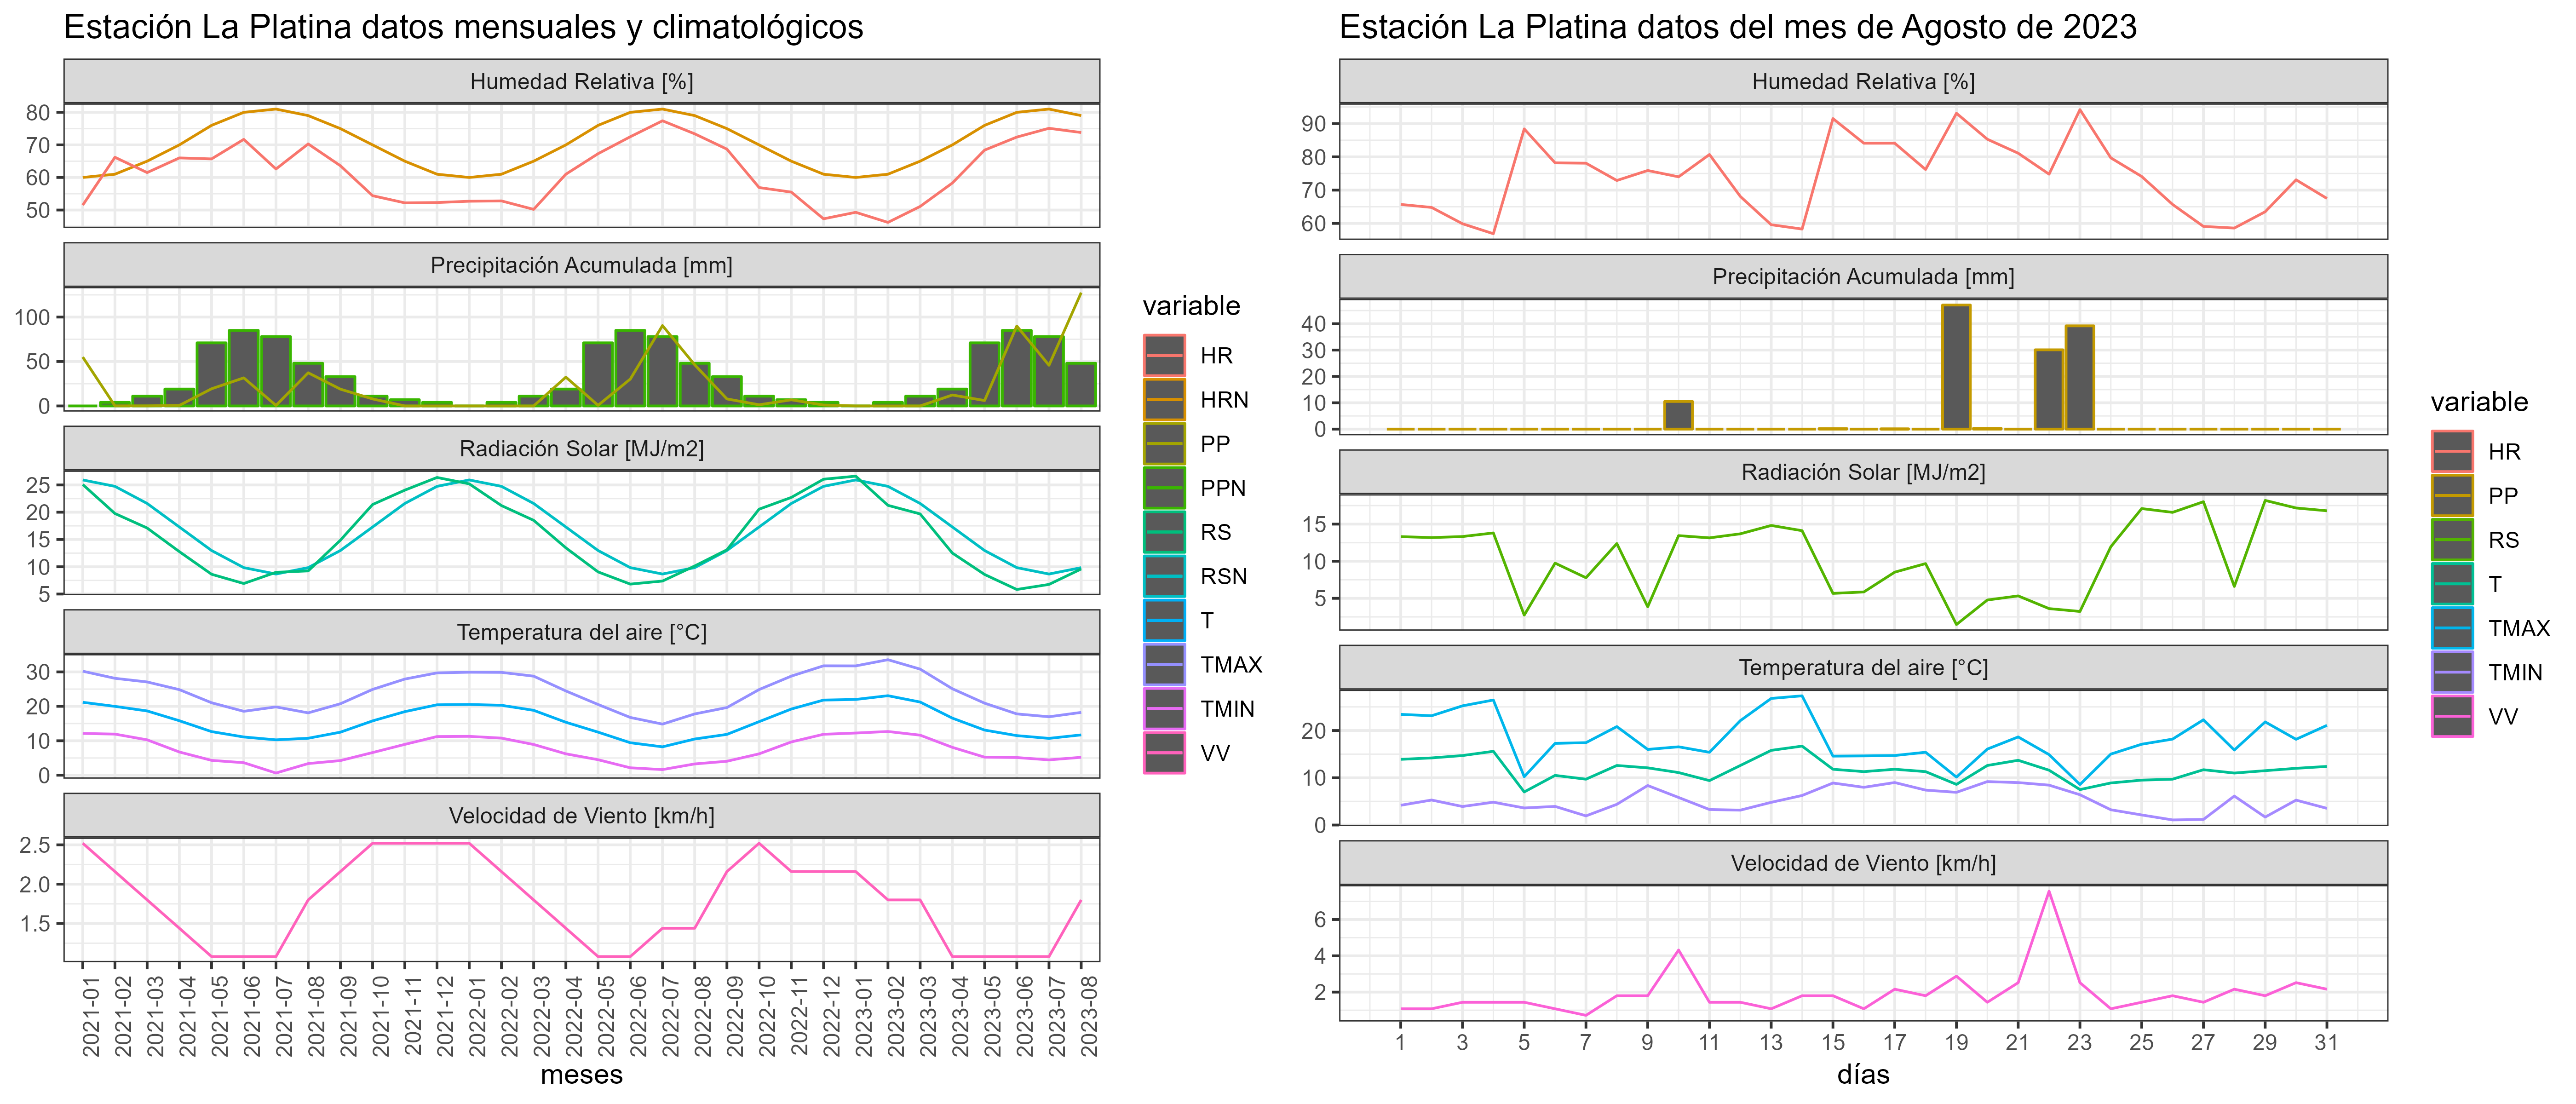 Estación La Platina datos mensuales y climatológicos
Humedad Relativa [%]
80
70
60
50
Precipitación Acumulada [mm]
100
50
0
Radiación Solar [MJ/m2]
25
20
15
10
5
Temperatura del aire [°C]
30
20
10
0
Velocidad de Viento [km/h]
2.5
2.0
1.5
2021-01
2021-02
2021-03
2021-04
2021-05
2021-06
2021-07
2021-08
2021-09
2021-10
2021-11
2021-12
2022-01
2022-02
2022-03
2022-04
2022-05
2022-06
2022-07
2022-08
2022-09
2022-10
2022-11
2022-12
2023-01
2023-02
2023-03
2023-04
2023-05
2023-06
2023-07
2023-08
meses
variable
HR
HRN
PP
PPN
RS
RSN
T
TMAX
TMIN
VV
Estación La Platina datos del mes de Agosto de 2023
Humedad Relativa [%]
90
80
70
60
Precipitación Acumulada [mm]
40
30
20
10
0
Radiación Solar [MJ/m2]
15
10
5
Temperatura del aire [°C]
20
10
0
Velocidad de Viento [km/h]
6
4
2
1 3 5 7 9 11 13 15 17 19 21 23 25 27 29 31
días
variable
HR
PP
RS
T
TMAX
TMIN
VV